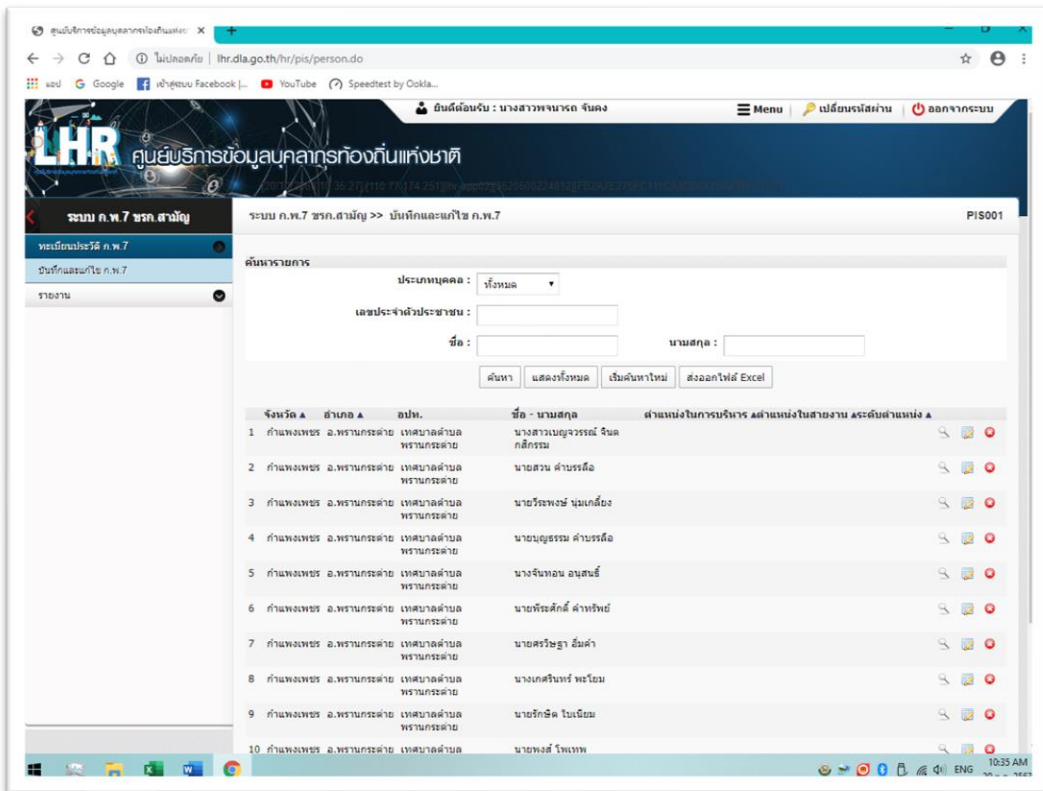 ศูนย์บริการข้อมูลบุคลากรท้องถิ่นแห่งช
ไม่ปลอดภัย | lhr.dla.go.th/hr/pis/person.do
แอป Google เข้าสู่ระบบ Facebook |... YouTube Speedtest by Ookla...
ยินดีต้อนรับ : นางสาวพจนารถ จันคง Menu เปลี่ยนรหัสผ่าน ออกจากระบบ
LHR ศูนย์บริการข้อมูลบุคลากรท้องถิ่นแห่งชาติ
ระบบ ก.พ.7 ขรก.สามัญ
ระบบ ก.พ.7 ขรก.สามัญ >> บันทึกและแก้ไข ก.พ.7 PIS001
ทะเบียนประวัติ ก.พ.7
บันทึกและแก้ไข ก.พ.7
รายงาน
ค้นหารายการ
ประเภทบุคคล : ทั้งหมด
เลขประจำตัวประชาชน :
ชื่อ : นามสกุล :
ค้นหา แสดงทั้งหมด เริ่มค้นหาใหม่ ส่งออกไฟล์ Excel
จังหวัด ▲ อำเภอ ▲ อปท. ชื่อ - นามสกุล ตำแหน่งในการบริหาร ▲ตำแหน่งในสายงาน ▲ระดับตำแหน่ง ▲
1 กำแพงเพชร อ.พรานกระต่าย เทศบาลตำบล นางสาวเบญจวรรณ์ จินด
พรานกระต่าย กสิกรรม
2 กำแพงเพชร อ.พรานกระต่าย เทศบาลตำบล นายสวน คำบรรลือ
พรานกระต่าย
3 กำแพงเพชร อ.พรานกระต่าย เทศบาลตำบล นายวีระพงษ์ นุ่มเกลี้ยง
พรานกระต่าย
4 กำแพงเพชร อ.พรานกระต่าย เทศบาลตำบล นายบุญธรรม คำบรรลือ
พรานกระต่าย
5 กำแพงเพชร อ.พรานกระต่าย เทศบาลตำบล นางจันทอน อนุสนธิ์
พรานกระต่าย
6 กำแพงเพชร อ.พรานกระต่าย เทศบาลตำบล นายพีระศักดิ์ คำทรัพย์
พรานกระต่าย
7 กำแพงเพชร อ.พรานกระต่าย เทศบาลตำบล นายศรวิษฐา อิ่มคำ
พรานกระต่าย
8 กำแพงเพชร อ.พรานกระต่าย เทศบาลตำบล นางเกศรินทร์ พะโยม
พรานกระต่าย
9 กำแพงเพชร อ.พรานกระต่าย เทศบาลตำบล นายรักษิต ใบเนียม
พรานกระต่าย
10 กำแพงเพชร อ.พรานกระต่าย เทศบาลตำบล นายพงส์ โพเทพ
ENG 10:35 AM